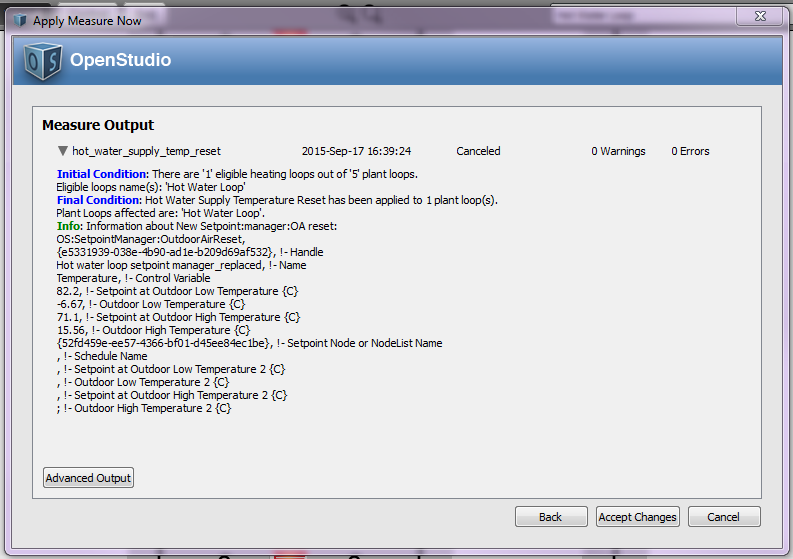 Apply Measure Now
OS OpenStudio
Measure Output
hot_water_supply_temp_reset 2015-Sep-17 16:39:24 Canceled 0 Warnings 0 Errors
Initial Condition: There are '1' eligible heating loops out of '5' plant loops.
Eligible loops name(s): 'Hot Water Loop'
Final Condition: Hot Water Supply Temperature Reset has been applied to 1 plant loop(s).
Plant Loops affected are: 'Hot Water Loop'.
Info: Information about New Setpoint:manager:OA reset:
OS:SetpointManager:OutdoorAirReset,
{e5331939-038e-4b90-ad1e-b209d69af532}, !- Handle
Hot water loop setpoint manager_replaced, !- Name
Temperature, !- Control Variable
82.2, !- Setpoint at Outdoor Low Temperature {C}
-6.67, !- Outdoor Low Temperature {C}
71.1, !- Setpoint at Outdoor High Temperature {C}
15.56, !- Outdoor High Temperature {C}
{52fd459e-ee57-4366-bf01-d45ee84ec1be}, !- Setpoint Node or NodeList Name
, !- Schedule Name
, !- Setpoint at Outdoor Low Temperature 2 {C}
, !- Outdoor Low Temperature 2 {C}
, !- Setpoint at Outdoor High Temperature 2 {C}
; !- Outdoor High Temperature 2 {C}
Advanced Output
Back Accept Changes Cancel